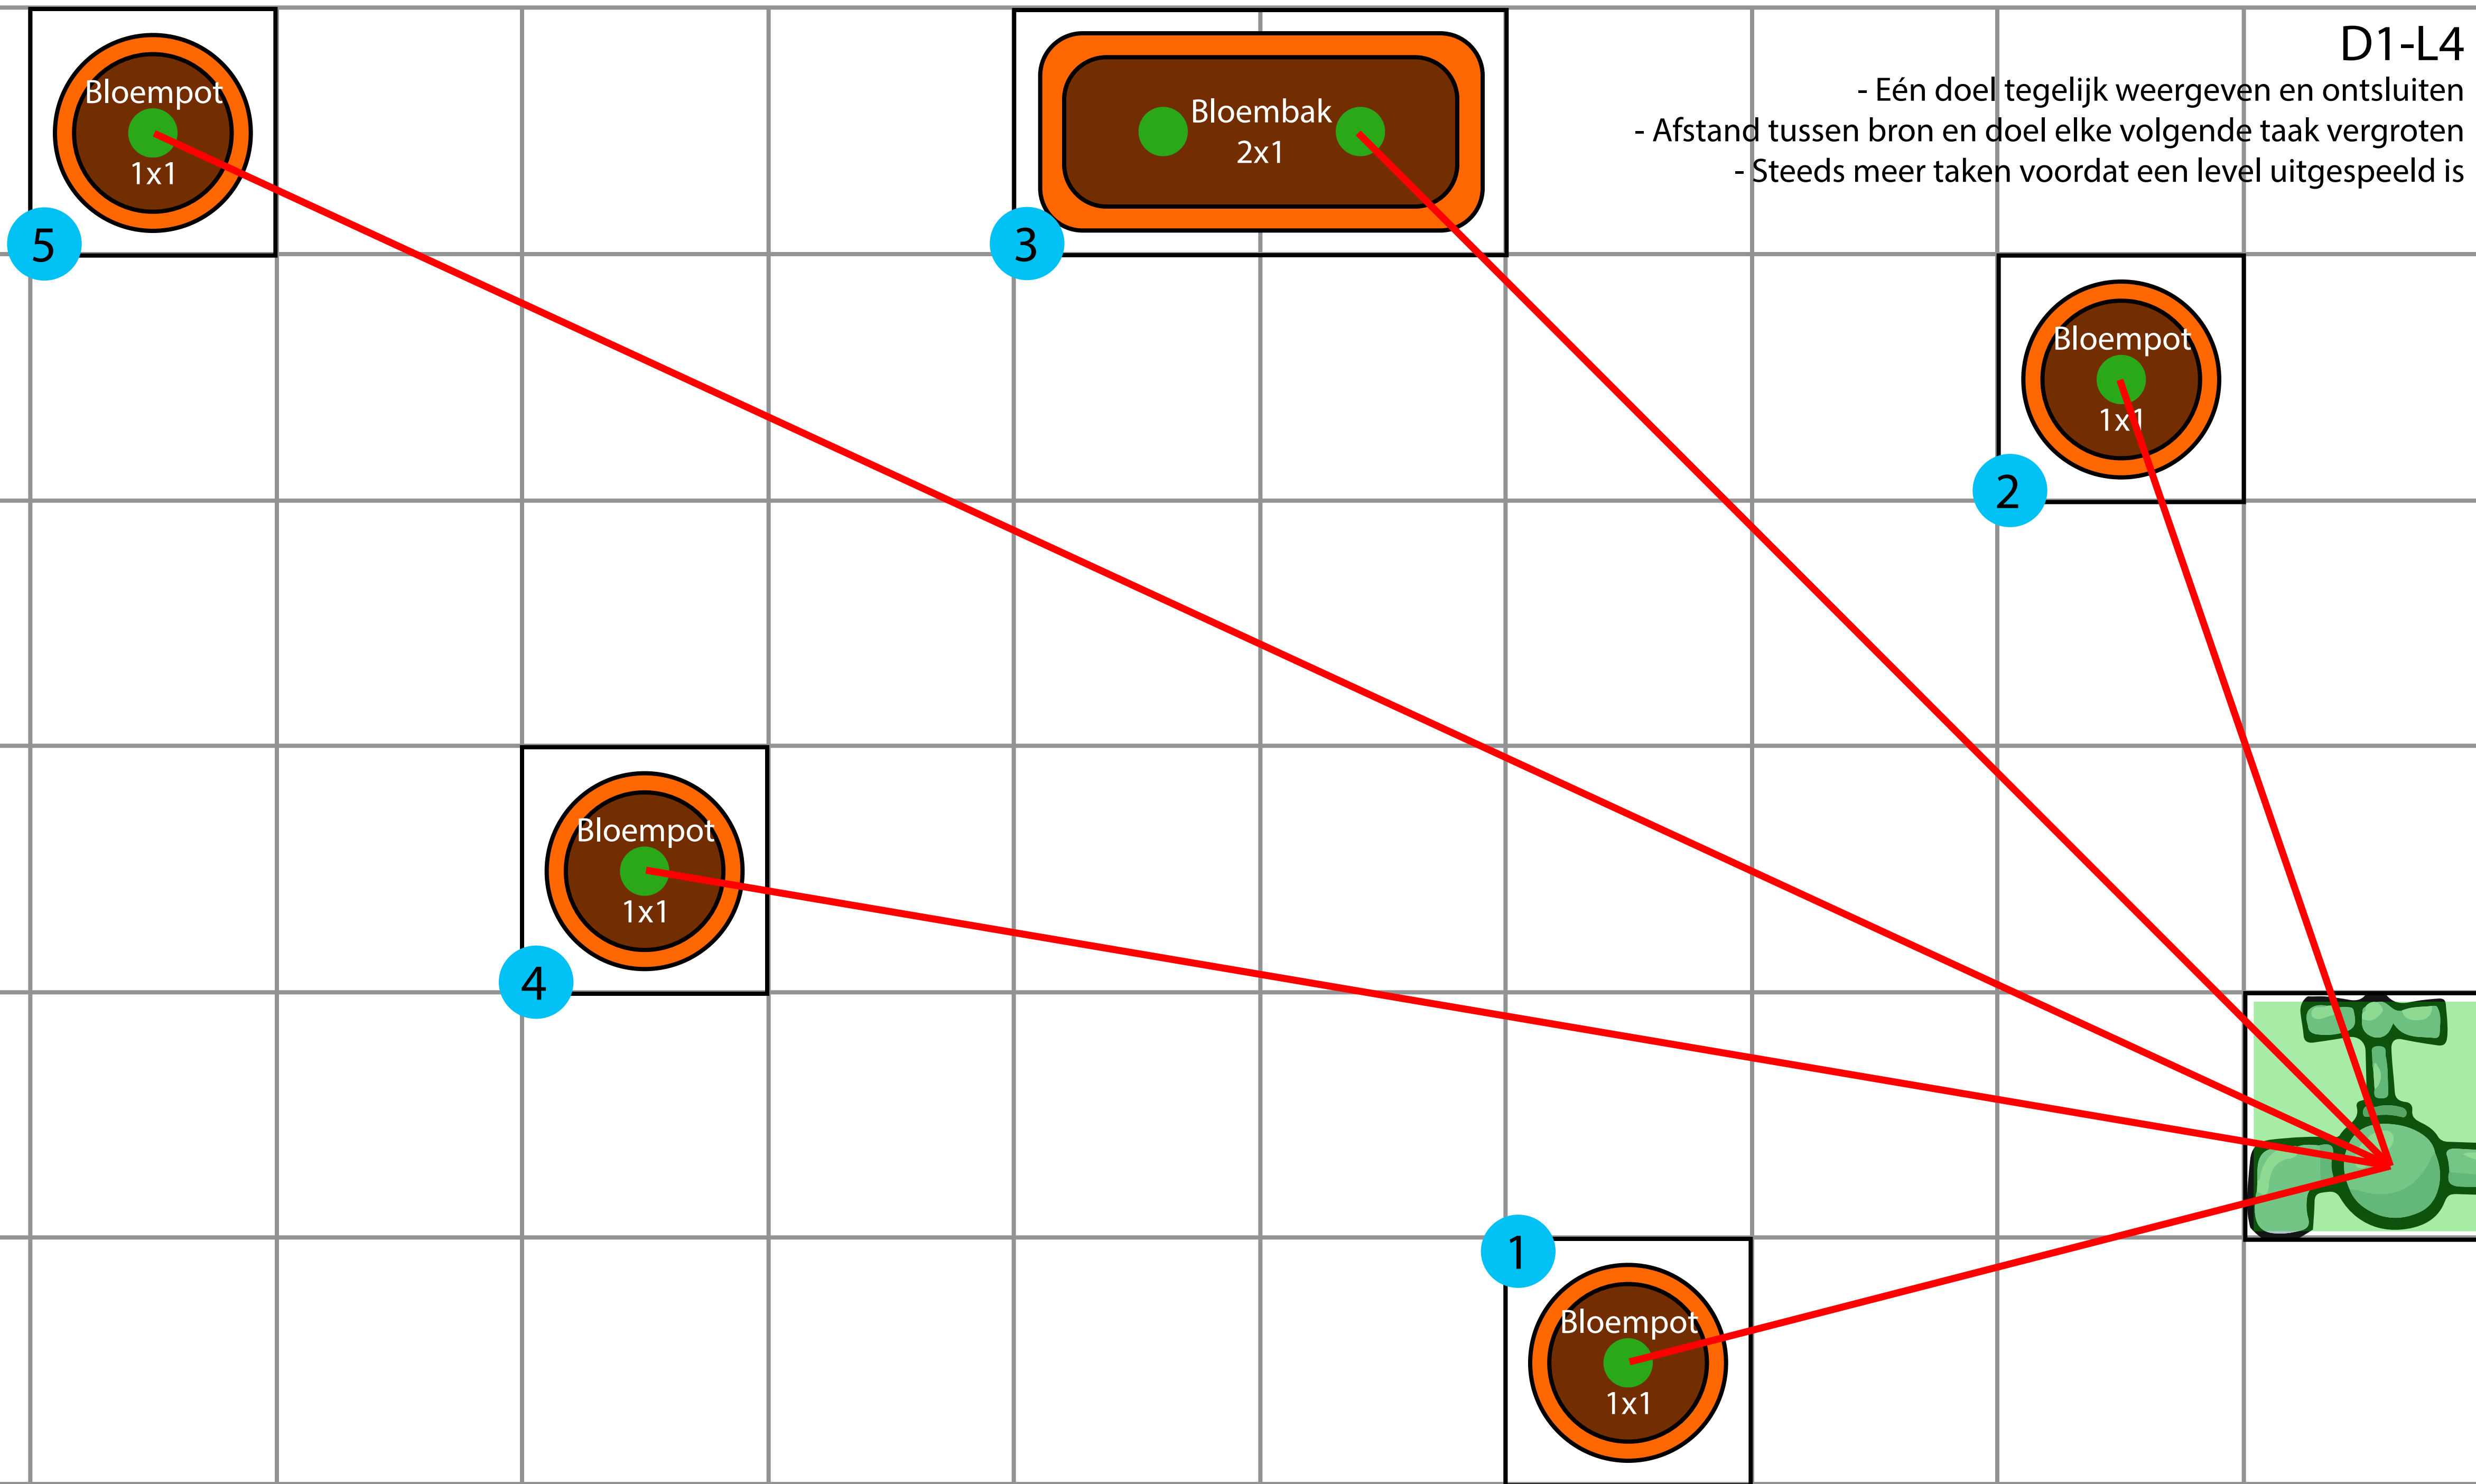 D1-L4
- Eén doel tegelijk weergeven en ontsluiten
- Afstand tussen bron en doel elke volgende taak vergroten
- Steeds meer taken voordat een level uitgespeeld is
Bloempot
1x1
5
Bloembak
2x1
3
Bloempot
1x1
2
Bloempot
1x1
4
1
Bloempot
1x1